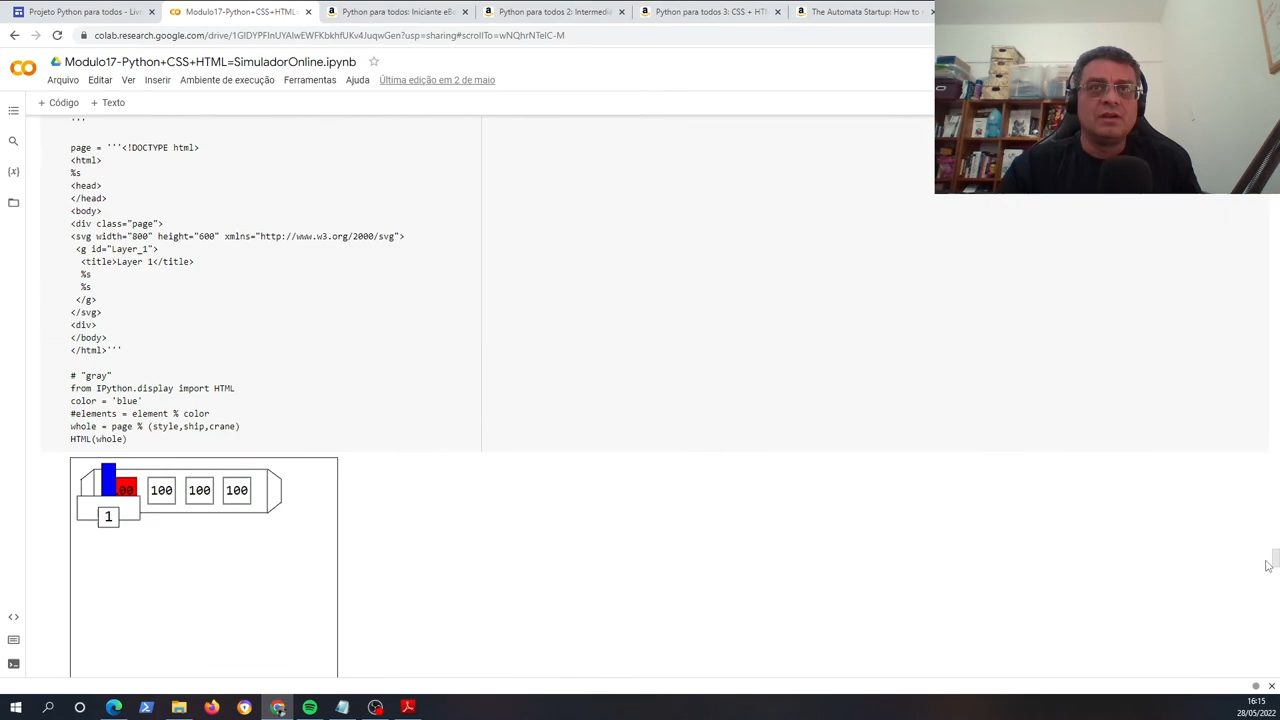 Projeto Python para todos - Livr
Modulo17-Python+CSS+HTML=
Python para todos: Iniciante eBo
Python para todos 2: Intermedia
Python para todos 3: CSS + HTM
The Automata Startup: How to
colab.research.google.com/drive/1GIDYPFInUYAIwEWFKbkhfUKv4JuqwGen?usp=sharing#scrollTo=wNQhrNTeIC-M
Modulo17-Python+CSS+HTML=SimuladorOnline.ipynb
Arquivo Editar Ver Inserir Ambiente de execução Ferramentas Ajuda Última edição em 2 de maio
+ Código + Texto
'''
page = '''<!DOCTYPE html>
<html>
%s
<head>
</head>
<body>
<div class="page">
<svg width="800" height="600" xmlns="http://www.w3.org/2000/svg">
<g id="Layer_1">
<title>Layer 1</title>
%s
%s
</g>
</svg>
<div>
</body>
</html>'''
# "gray"
from IPython.display import HTML
color = 'blue'
#elements = element % color
whole = page % (style,ship,crane)
HTML(whole)
100 100 100
1
16:15
28/05/2022